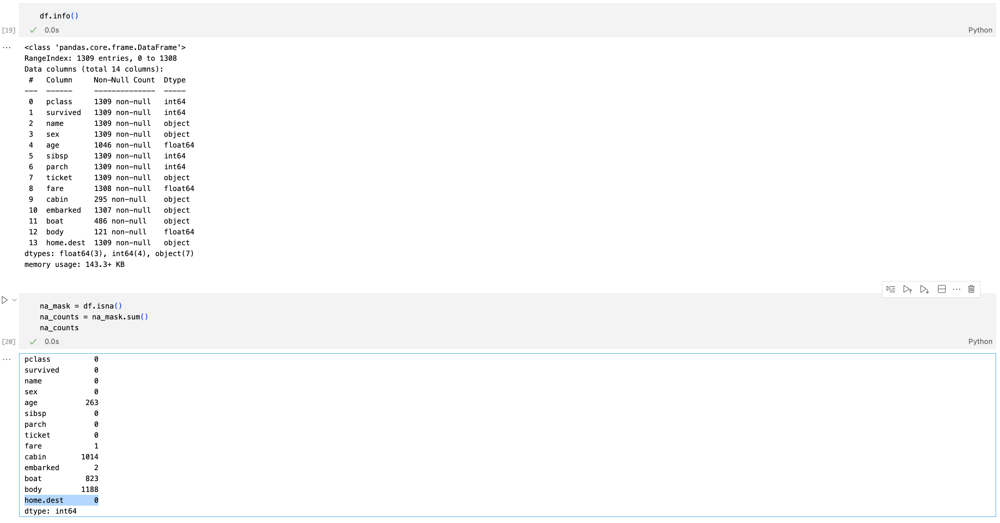 df.info()
[19]
0.0s
Python
<class 'pandas.core.frame.DataFrame'>
RangeIndex: 1309 entries, 0 to 1308
Data columns (total 14 columns):
 #   Column     Non-Null Count  Dtype
---  ------     --------------  -----
 0   pclass     1309 non-null   int64
 1   survived   1309 non-null   int64
 2   name       1309 non-null   object
 3   sex        1309 non-null   object
 4   age        1046 non-null   float64
 5   sibsp      1309 non-null   int64
 6   parch      1309 non-null   int64
 7   ticket     1309 non-null   object
 8   fare       1308 non-null   float64
 9   cabin      295 non-null    object
 10  embarked   1307 non-null   object
 11  boat       486 non-null    object
 12  body       121 non-null    float64
 13  home.dest  1309 non-null   object
dtypes: float64(3), int64(4), object(7)
memory usage: 143.3+ KB
na_mask = df.isna()
na_counts = na_mask.sum()
na_counts
[20]
0.0s
Python
pclass          0
survived        0
name            0
sex             0
age           263
sibsp           0
parch           0
ticket          0
fare            1
cabin        1014
embarked        2
boat          823
body         1188
home.dest       0
dtype: int64